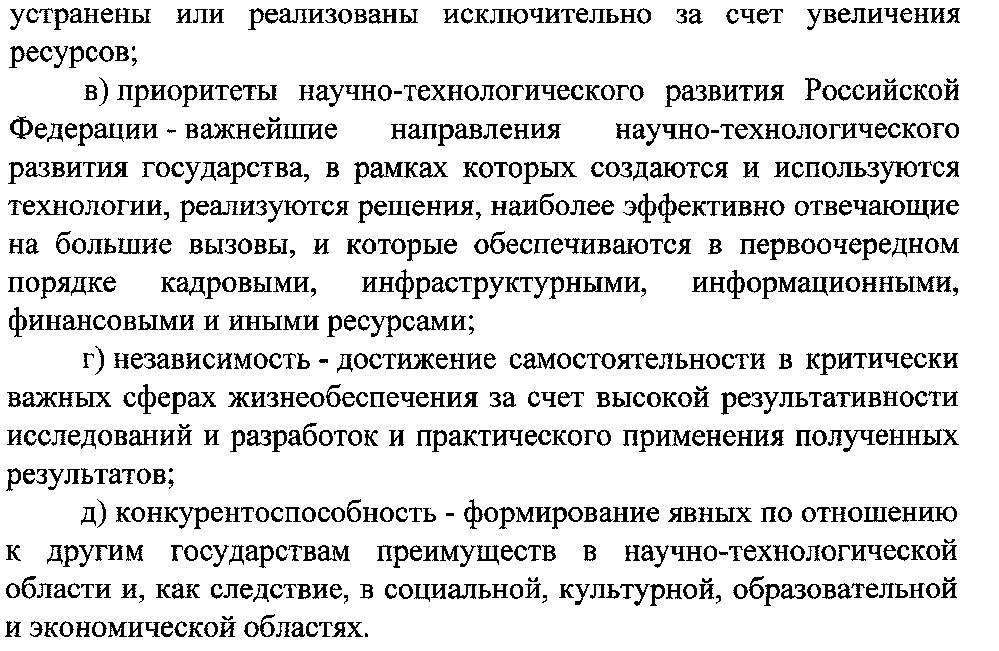 устранены или реализованы исключительно за счет увеличения
ресурсов;
в) приоритеты научно-технологического развития Российской
Федерации - важнейшие направления научно-технологического
развития государства, в рамках которых создаются и используются
технологии, реализуются решения, наиболее эффективно отвечающие
на большие вызовы, и которые обеспечиваются в первоочередном
порядке кадровыми, инфраструктурными, информационными,
финансовыми и иными ресурсами;
г) независимость - достижение самостоятельности в критически
важных сферах жизнеобеспечения за счет высокой результативности
исследований и разработок и практического применения полученных
результатов;
д) конкурентоспособность - формирование явных по отношению
к другим государствам преимуществ в научно-технологической
области и, как следствие, в социальной, культурной, образовательной
и экономической областях.